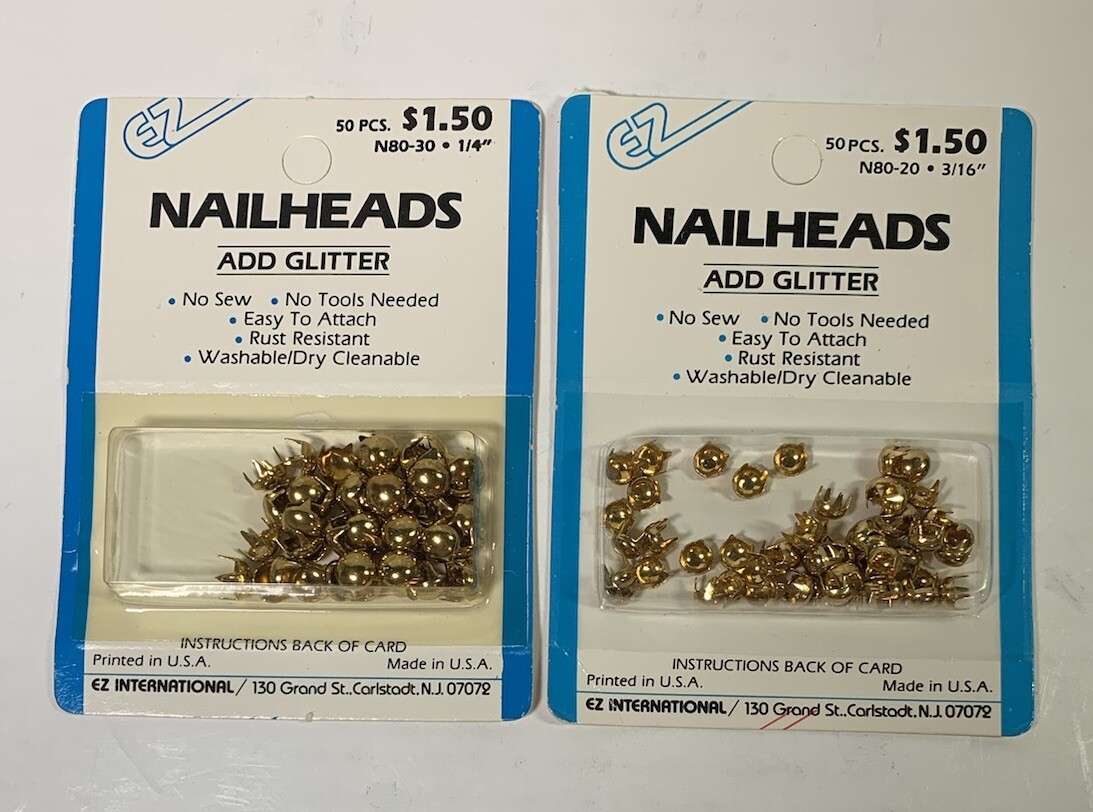 EZ
50 PCS. $1.50
N80-30 • 1/4"
NAILHEADS
ADD GLITTER
• No Sew • No Tools Needed
• Easy To Attach
• Rust Resistant
• Washable/Dry Cleanable
INSTRUCTIONS BACK OF CARD
Printed in U.S.A. Made in U.S.A.
EZ INTERNATIONAL/ 130 Grand St., Carlstadt, N.J. 07072
EZ
50 PCS. $1.50
N80-20 • 3/16"
NAILHEADS
ADD GLITTER
• No Sew • No Tools Needed
• Easy To Attach
• Rust Resistant
• Washable/Dry Cleanable
INSTRUCTIONS BACK OF CARD
Printed in U.S.A. Made in U.S.A.
EZ INTERNATIONAL/ 130 Grand St., Carlstadt, N.J. 07072